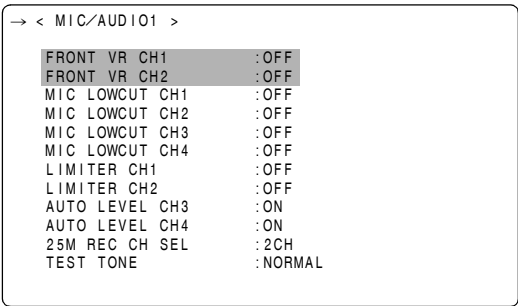 → < MIC/AUDIO1 >
FRONT VR CH1 :OFF
FRONT VR CH2 :OFF
MIC LOWCUT CH1 :OFF
MIC LOWCUT CH2 :OFF
MIC LOWCUT CH3 :OFF
MIC LOWCUT CH4 :OFF
LIMITER CH1 :OFF
LIMITER CH2 :OFF
AUTO LEVEL CH3 :ON
AUTO LEVEL CH4 :ON
25M REC CH SEL :2CH
TEST TONE :NORMAL